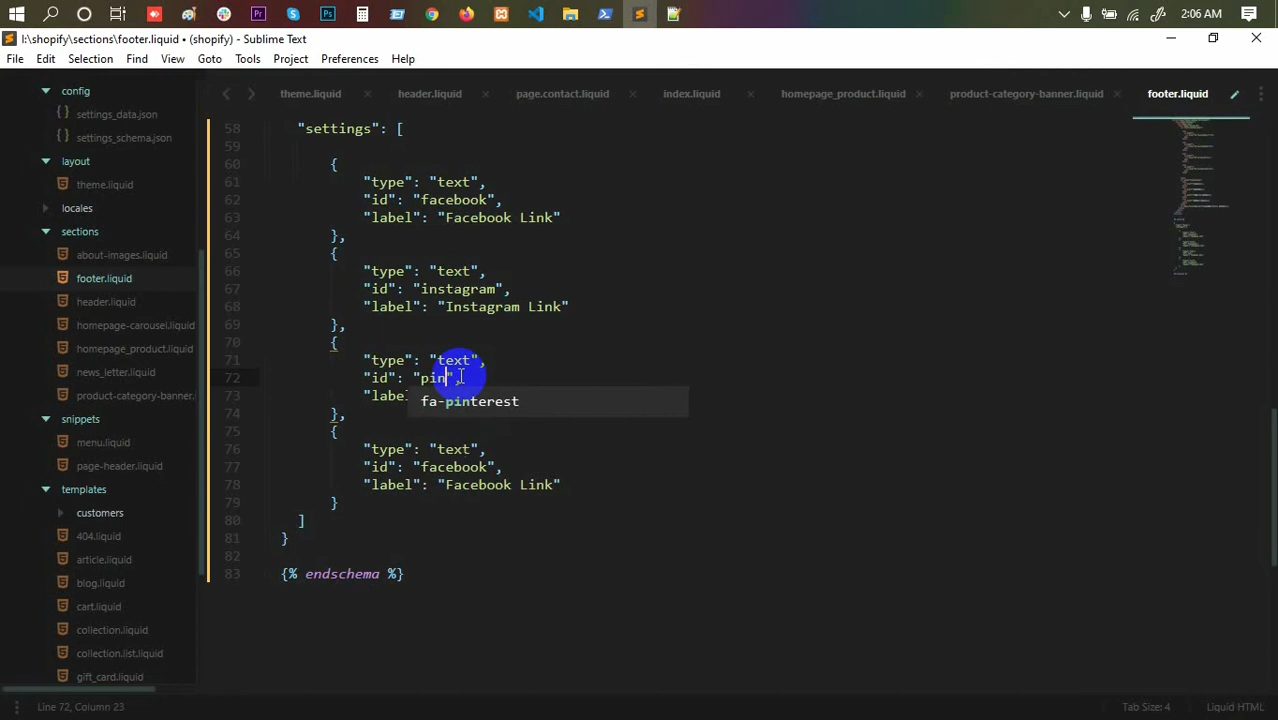 2:06 AM
I:\shopify\sections\footer.liquid • (shopify) - Sublime Text
File Edit Selection Find View Goto Tools Project Preferences Help
theme.liquid header.liquid page.contact.liquid index.liquid homepage_product.liquid product-category-banner.liquid footer.liquid
config
settings_data.json
settings_schema.json
layout
theme.liquid
locales
sections
about-images.liquid
footer.liquid
header.liquid
homepage-carousel.liquid
homepage_product.liquid
news_letter.liquid
product-category-banner.
snippets
menu.liquid
page-header.liquid
templates
customers
404.liquid
article.liquid
blog.liquid
cart.liquid
collection.liquid
collection.list.liquid
gift_card.liquid
58 "settings": [
59
60 {
61 "type": "text",
62 "id": "facebook",
63 "label": "Facebook Link"
64 },
65 {
66 "type": "text",
67 "id": "instagram",
68 "label": "Instagram Link"
69 },
70 {
71 "type": "text",
72 "id": "pin",
73 "labe
fa-pinterest
74 },
75 {
76 "type": "text",
77 "id": "facebook",
78 "label": "Facebook Link"
79 }
80 ]
81 }
82
83 {% endschema %}
Line 72, Column 23
Tab Size: 4 Liquid HTML